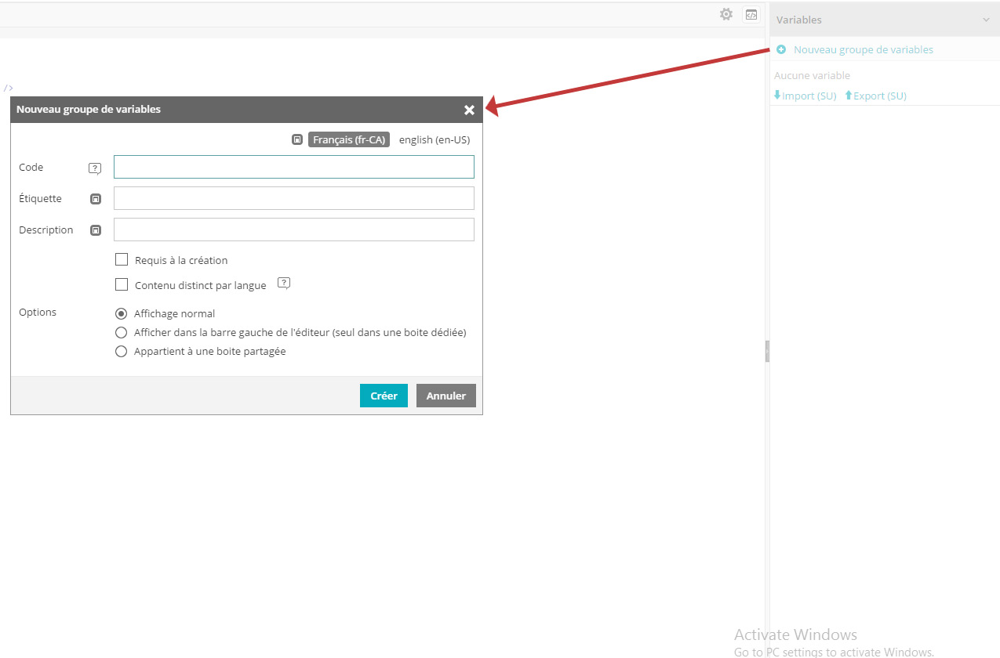 Variables
Nouveau groupe de variables
Aucune variable
Import (SU) Export (SU)
/>
Nouveau groupe de variables
Français (fr-CA) english (en-US)
Code ?
Étiquette
Description
Requis à la création
Contenu distinct par langue ?
Options
Affichage normal
Afficher dans la barre gauche de l'éditeur (seul dans une boite dédiée)
Appartient à une boite partagée
Créer Annuler
Activate Windows
Go to PC settings to activate Windows.